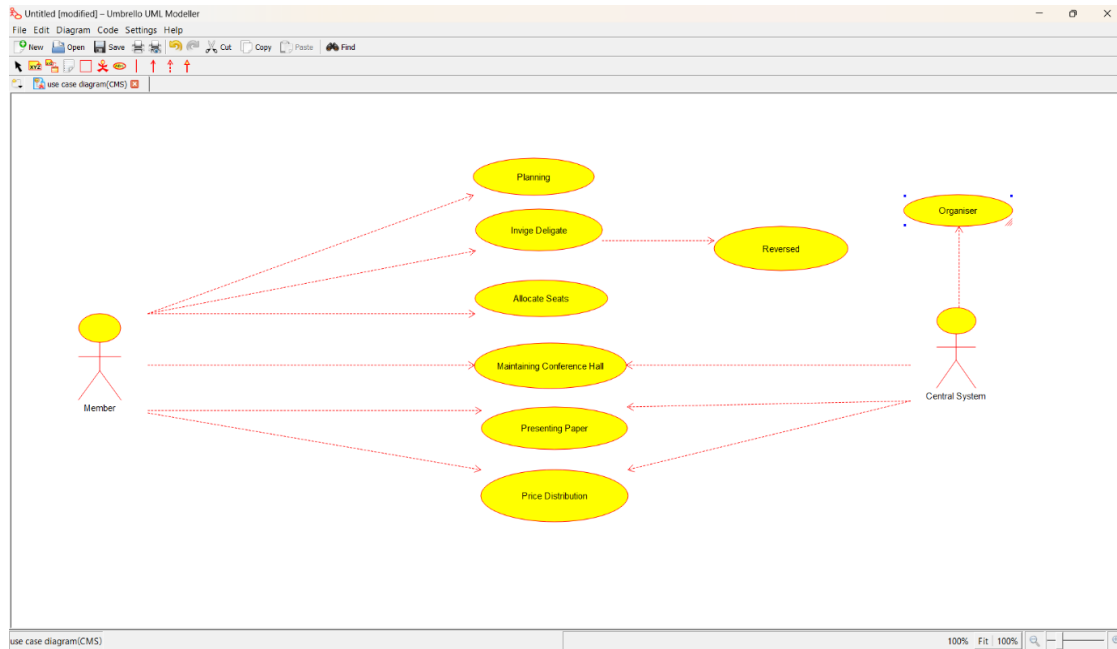 Untitled [modified] – Umbrello UML Modeller
File Edit Diagram Code Settings Help
New Open Save Cut Copy Paste Find
use case diagram(CMS)
Planning
Organiser
Invige Deligate
Reversed
Allocate Seats
Maintaining Conference Hall
Central System
Member
Presenting Paper
Price Distribution
use case diagram(CMS) 100% Fit 100%